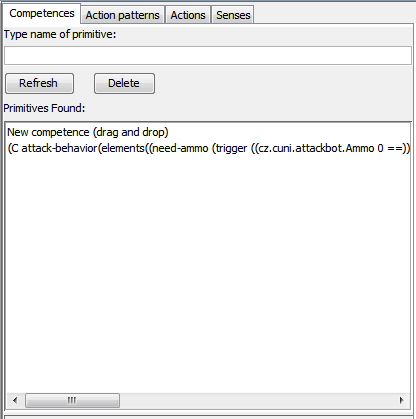 Competences Action patterns Actions Senses
Type name of primitive:
Refresh Delete
Primitives Found:
New competence (drag and drop)
(C attack-behavior(elements((need-ammo (trigger ((cz.cuni.attackbot.Ammo 0 ==))